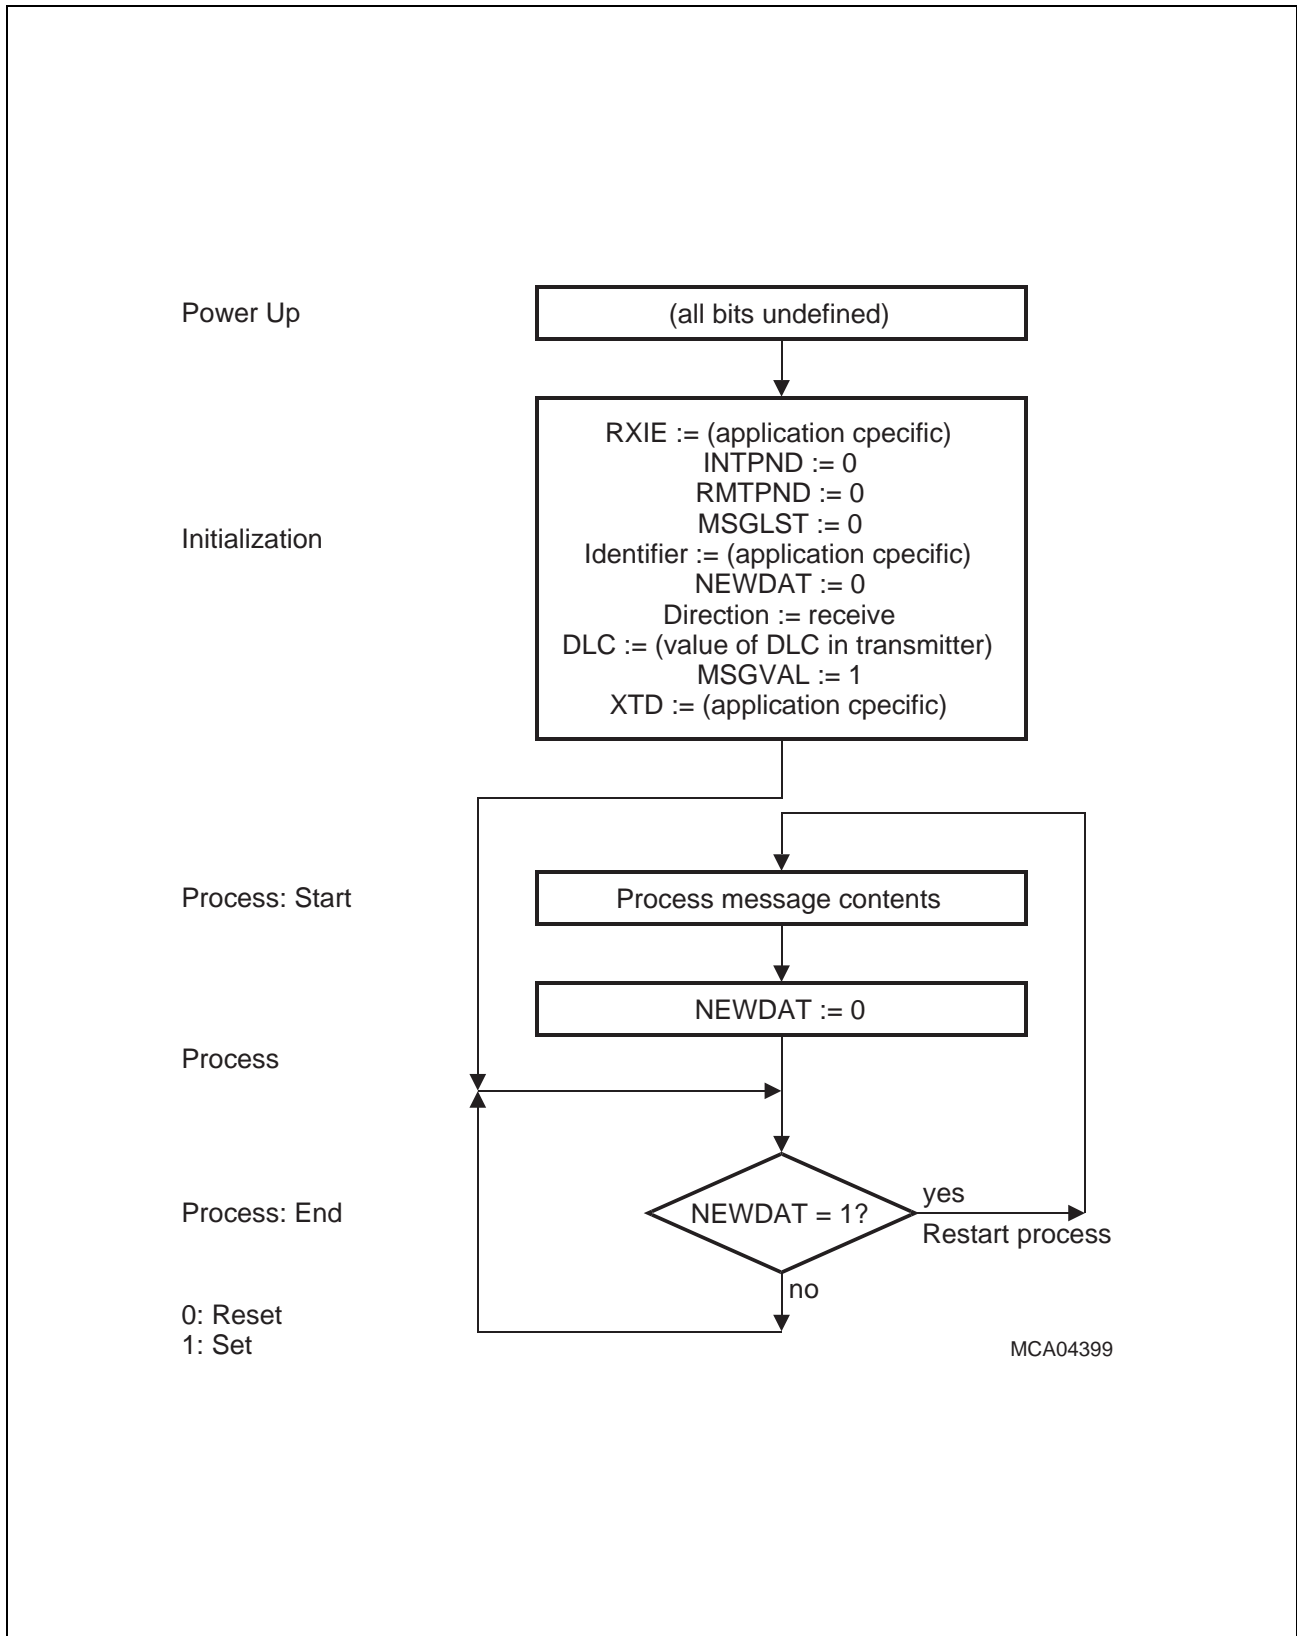 Power Up
(all bits undefined)
Initialization
RXIE := (application cpecific)
INTPND := 0
RMTPND := 0
MSGLST := 0
Identifier := (application cpecific)
NEWDAT := 0
Direction := receive
DLC := (value of DLC in transmitter)
MSGVAL := 1
XTD := (application cpecific)
Process: Start
Process message contents
NEWDAT := 0
Process
Process: End
NEWDAT = 1?
yes
Restart process
no
0: Reset
1: Set
MCA04399